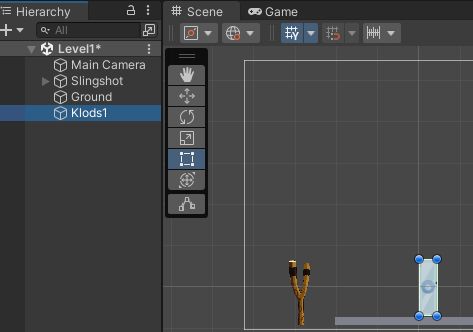 Hierarchy
All
Level1*
Main Camera
Slingshot
Ground
Klods1
Scene
Game